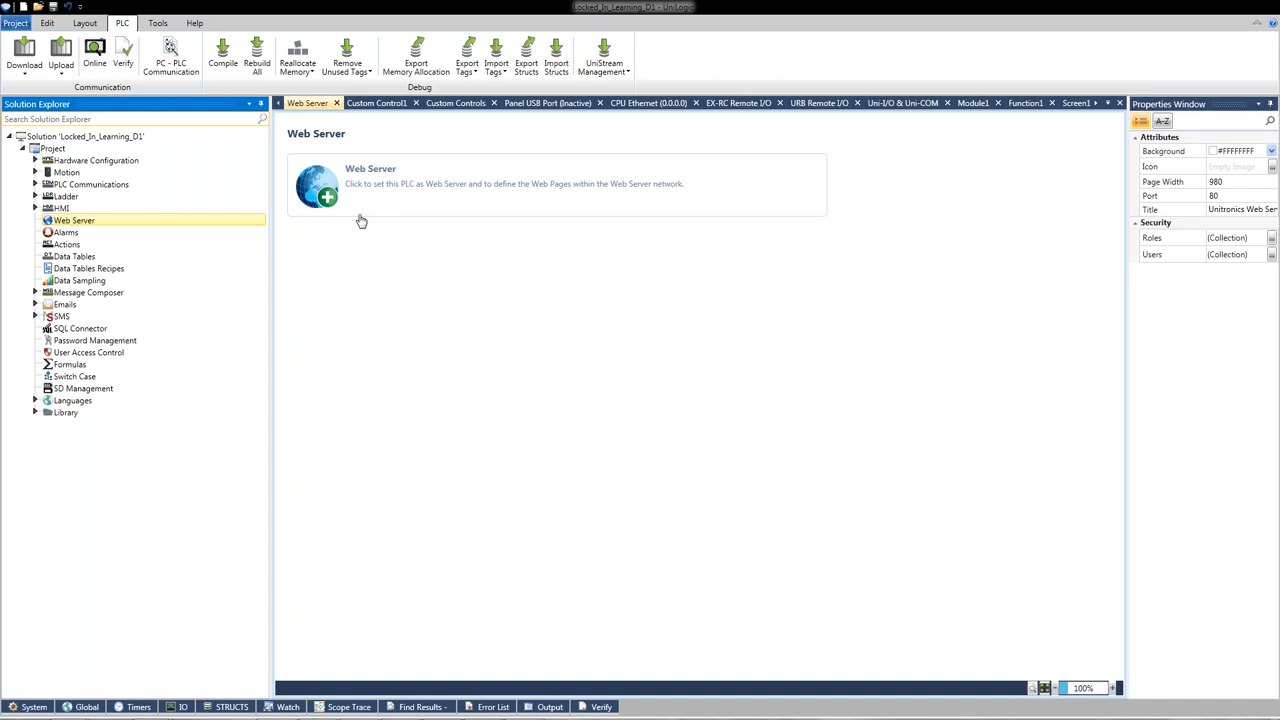 Locked_In_Learning_D1* - UniLogic
Project Edit Layout PLC Tools Help
Download Upload Online Verify PC - PLC Communication Compile Rebuild All Reallocate Memory Remove Unused Tags Export Memory Allocation Export Tags Import Tags Export Structs Import Structs UniStream Management
Communication Debug
Solution Explorer
Web Server Custom Control1 Custom Controls Panel USB Port (Inactive) CPU Ethernet (0.0.0.0) EX-RC Remote I/O URB Remote I/O Uni-I/O & Uni-COM Module1 Function1 Screen1
Properties Window
Search Solution Explorer
A-Z
Solution 'Locked_In_Learning_D1'
Project
Hardware Configuration
Motion
PLC Communications
Ladder
HMI
Web Server
Alarms
Actions
Data Tables
Data Tables Recipes
Data Sampling
Message Composer
Emails
SMS
SQL Connector
Password Management
User Access Control
Formulas
Switch Case
SD Management
Languages
Library
Web Server
Web Server
Click to set this PLC as Web Server and to define the Web Pages within the Web Server network.
Attributes
Background #FFFFFFFF
Icon Empty Image
Page Width 980
Port 80
Title Unitronics Web Ser
Security
Roles (Collection)
Users (Collection)
100%
System Global Timers IO STRUCTS Watch Scope Trace Find Results - Error List Output Verify